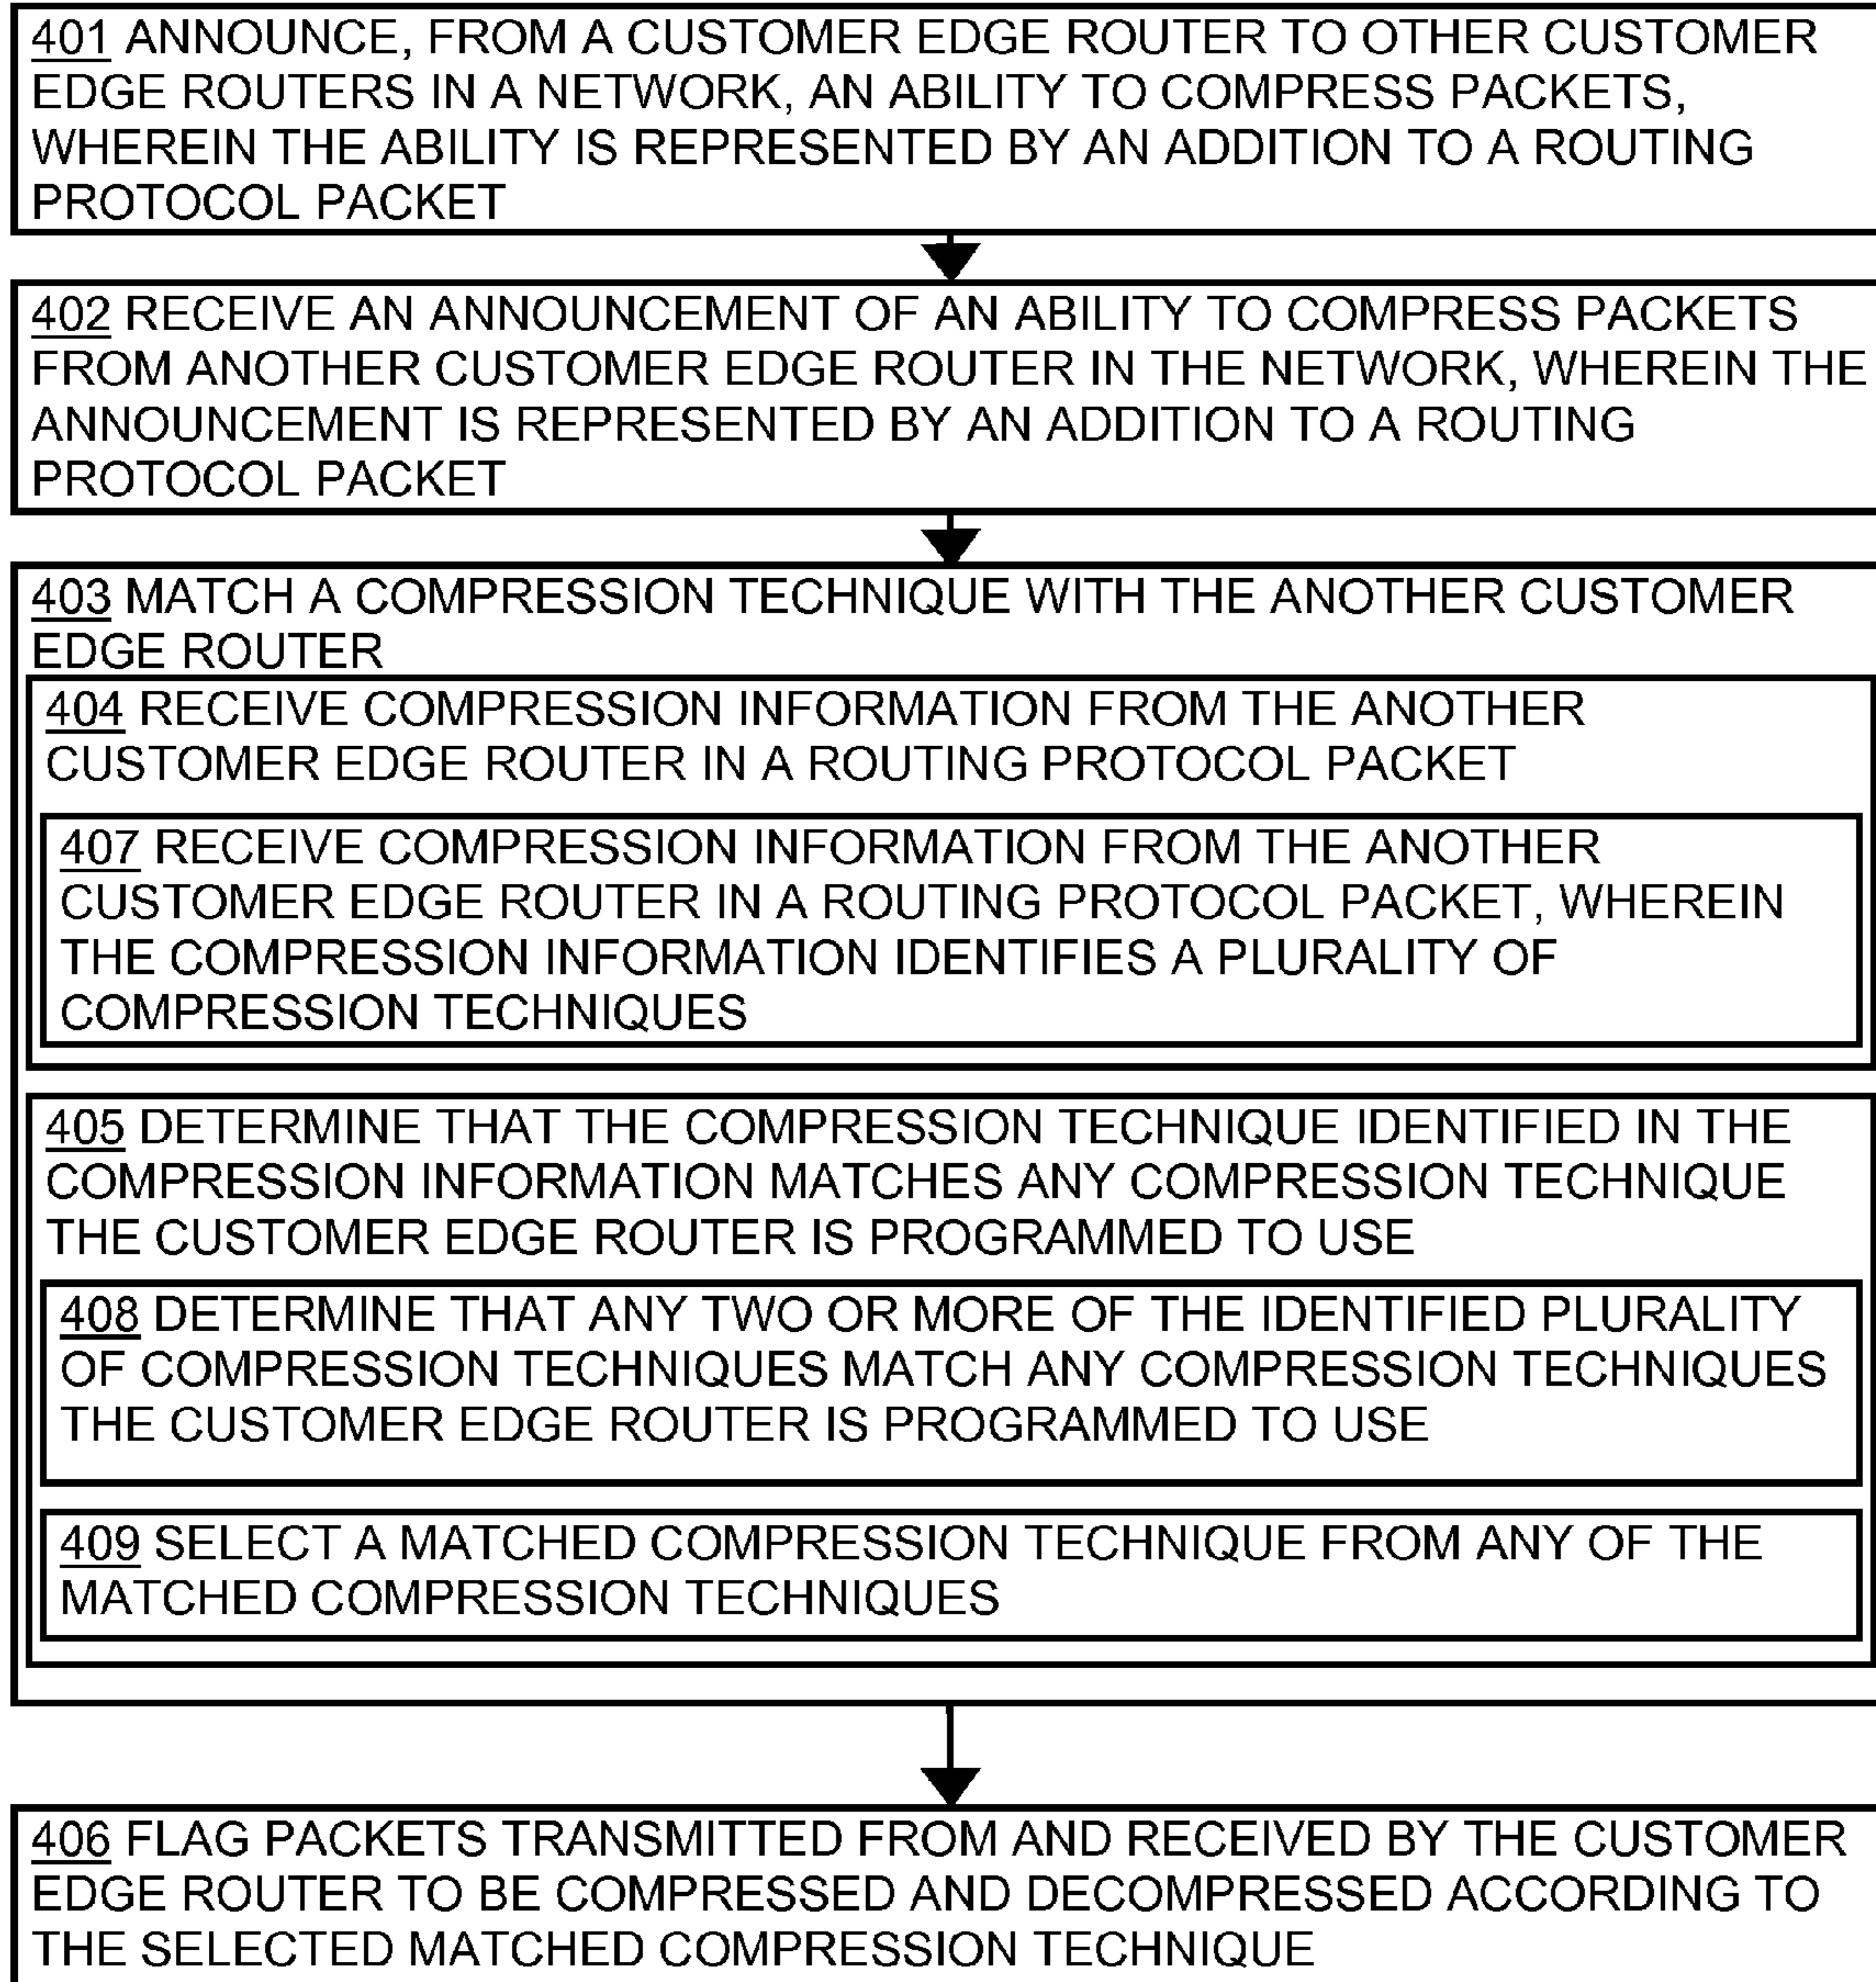 401 ANNOUNCE, FROM A CUSTOMER EDGE ROUTER TO OTHER CUSTOMER
EDGE ROUTERS IN A NETWORK, AN ABILITY TO COMPRESS PACKETS,
WHEREIN THE ABILITY IS REPRESENTED BY AN ADDITION TO A ROUTING
PROTOCOL PACKET
402 RECEIVE AN ANNOUNCEMENT OF AN ABILITY TO COMPRESS PACKETS
FROM ANOTHER CUSTOMER EDGE ROUTER IN THE NETWORK, WHEREIN THE
ANNOUNCEMENT IS REPRESENTED BY AN ADDITION TO A ROUTING
PROTOCOL PACKET
403 MATCH A COMPRESSION TECHNIQUE WITH THE ANOTHER CUSTOMER
EDGE ROUTER
404 RECEIVE COMPRESSION INFORMATION FROM THE ANOTHER
CUSTOMER EDGE ROUTER IN A ROUTING PROTOCOL PACKET
407 RECEIVE COMPRESSION INFORMATION FROM THE ANOTHER
CUSTOMER EDGE ROUTER IN A ROUTING PROTOCOL PACKET, WHEREIN
THE COMPRESSION INFORMATION IDENTIFIES A PLURALITY OF
COMPRESSION TECHNIQUES
405 DETERMINE THAT THE COMPRESSION TECHNIQUE IDENTIFIED IN THE
COMPRESSION INFORMATION MATCHES ANY COMPRESSION TECHNIQUE
THE CUSTOMER EDGE ROUTER IS PROGRAMMED TO USE
408 DETERMINE THAT ANY TWO OR MORE OF THE IDENTIFIED PLURALITY
OF COMPRESSION TECHNIQUES MATCH ANY COMPRESSION TECHNIQUES
THE CUSTOMER EDGE ROUTER IS PROGRAMMED TO USE
409 SELECT A MATCHED COMPRESSION TECHNIQUE FROM ANY OF THE
MATCHED COMPRESSION TECHNIQUES
406 FLAG PACKETS TRANSMITTED FROM AND RECEIVED BY THE CUSTOMER
EDGE ROUTER TO BE COMPRESSED AND DECOMPRESSED ACCORDING TO
THE SELECTED MATCHED COMPRESSION TECHNIQUE